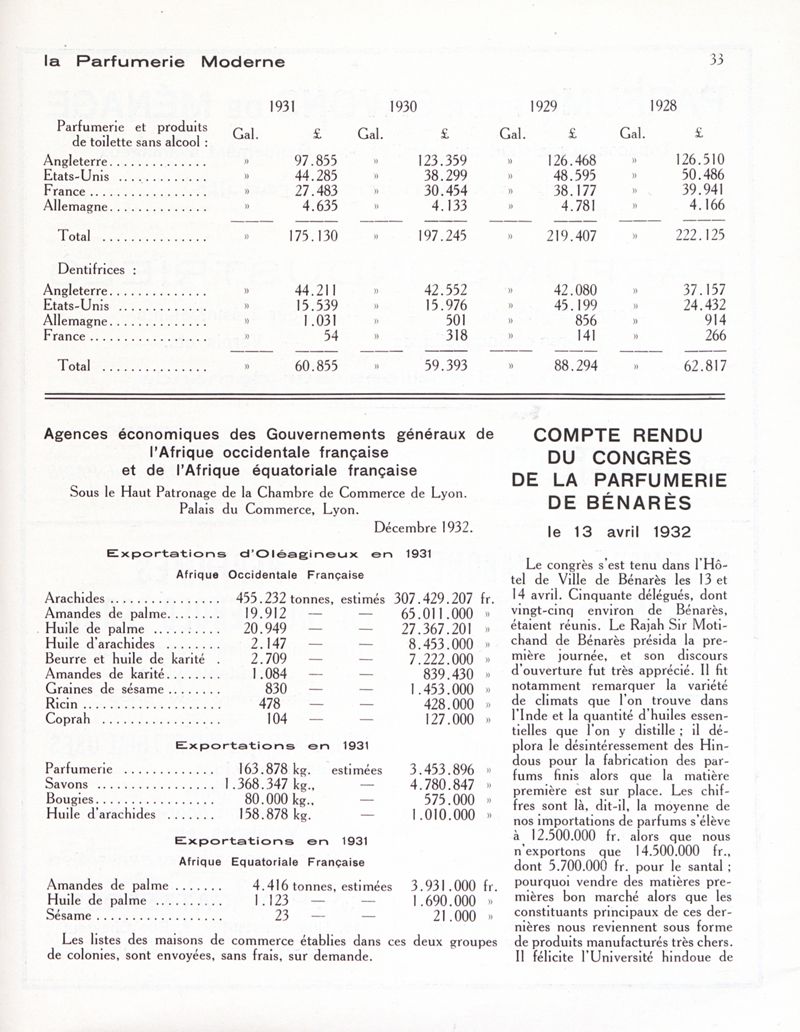 la Parfumerie Moderne 33
1931 1930 1929 1928
Parfumerie et produits
de toilette sans alcool : Gal. £ Gal. £ Gal. £ Gal. £
Angleterre.............. » 97.855 » 123.359 » 126.468 » 126.510
Etats-Unis ............. » 44.285 » 38.299 » 48.595 » 50.486
France ................. » 27.483 » 30.454 » 38.177 » 39.941
Allemagne.............. » 4.635 » 4.133 » 4.781 » 4.166
Total ............... » 175.130 » 197.245 » 219.407 » 222.125
Dentifrices :
Angleterre.............. » 44.211 » 42.552 » 42.080 » 37.157
Etats-Unis ............. » 15.539 » 15.976 » 45.199 » 24.432
Allemagne.............. » 1.031 » 501 » 856 » 914
France ................. » 54 » 318 » 141 » 266
Total ............... » 60.855 » 59.393 » 88.294 » 62.817
Agences économiques des Gouvernements généraux de
l'Afrique occidentale française
et de l'Afrique équatoriale française
Sous le Haut Patronage de la Chambre de Commerce de Lyon.
Palais du Commerce, Lyon.
Décembre 1932.
Exportations d'Oléagineux en 1931
Afrique Occidentale Française
Arachides ................ 455.232 tonnes, estimés 307.429.207 fr.
Amandes de palme........ 19.912 — — 65.011.000 »
Huile de palme .......... 20.949 — — 27.367.201 »
Huile d'arachides ........ 2.147 — — 8.453.000 »
Beurre et huile de karité . 2.709 — — 7.222.000 »
Amandes de karité........ 1.084 — — 839.430 »
Graines de sésame ........ 830 — — 1.453.000 »
Ricin .................... 478 — — 428.000 »
Coprah ................. 104 — — 127.000 »
Exportations en 1931
Parfumerie ............. 163.878 kg. estimées 3.453.896 »
Savons ................. 1.368.347 kg., — 4.780.847 »
Bougies................. 80.000 kg.., — 575.000 »
Huile d'arachides ....... 158.878 kg. — 1.010.000 »
Exportations en 1931
Afrique Equatoriale Française
Amandes de palme ....... 4.416 tonnes, estimées 3.931.000 fr.
Huile de palme .......... 1.123 — — 1.690.000 »
Sésame .................. 23 — — 21.000 »
Les listes des maisons de commerce établies dans ces deux groupes
de colonies, sont envoyées, sans frais, sur demande.
COMPTE RENDU
DU CONGRÈS
DE LA PARFUMERIE
DE BÉNARÈS
le 13 avril 1932
Le congrès s'est tenu dans l'Hô-
tel de Ville de Bénarès les 13 et
14 avril. Cinquante délégués, dont
vingt-cinq environ de Bénarès,
étaient réunis. Le Rajah Sir Moti-
chand de Bénarès présida la pre-
mière journée, et son discours
d'ouverture fut très apprécié. Il fit
notamment remarquer la variété
de climats que l'on trouve dans
l'Inde et la quantité d'huiles essen-
tielles que l'on y distille ; il dé-
plora le désintéressement des Hin-
dous pour la fabrication des par-
fums finis alors que la matière
première est sur place. Les chif-
fres sont là, dit-il, la moyenne de
nos importations de parfums s'élève
à 12.500.000 fr. alors que nous
n'exportons que 14.500.000 fr.,
dont 5.700.000 fr. pour le santal ;
pourquoi vendre des matières pre-
mières bon marché alors que les
constituants principaux de ces der-
nières nous reviennent sous forme
de produits manufacturés très chers.
Il félicite l'Université hindoue de